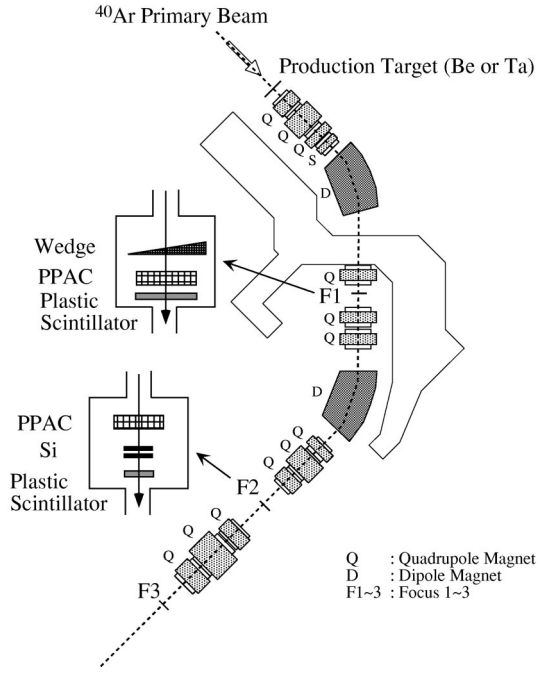 ⁴⁰Ar Primary Beam
Production Target (Be or Ta)
Q
Q
Q
S
D
Wedge
PPAC
Plastic
Scintillator
Q
F1
Q
Q
D
PPAC
Si
Plastic
Scintillator
Q
Q
Q
F2
Q
Q
Q
F3
Q : Quadrupole Magnet
D : Dipole Magnet
F1~3 : Focus 1~3